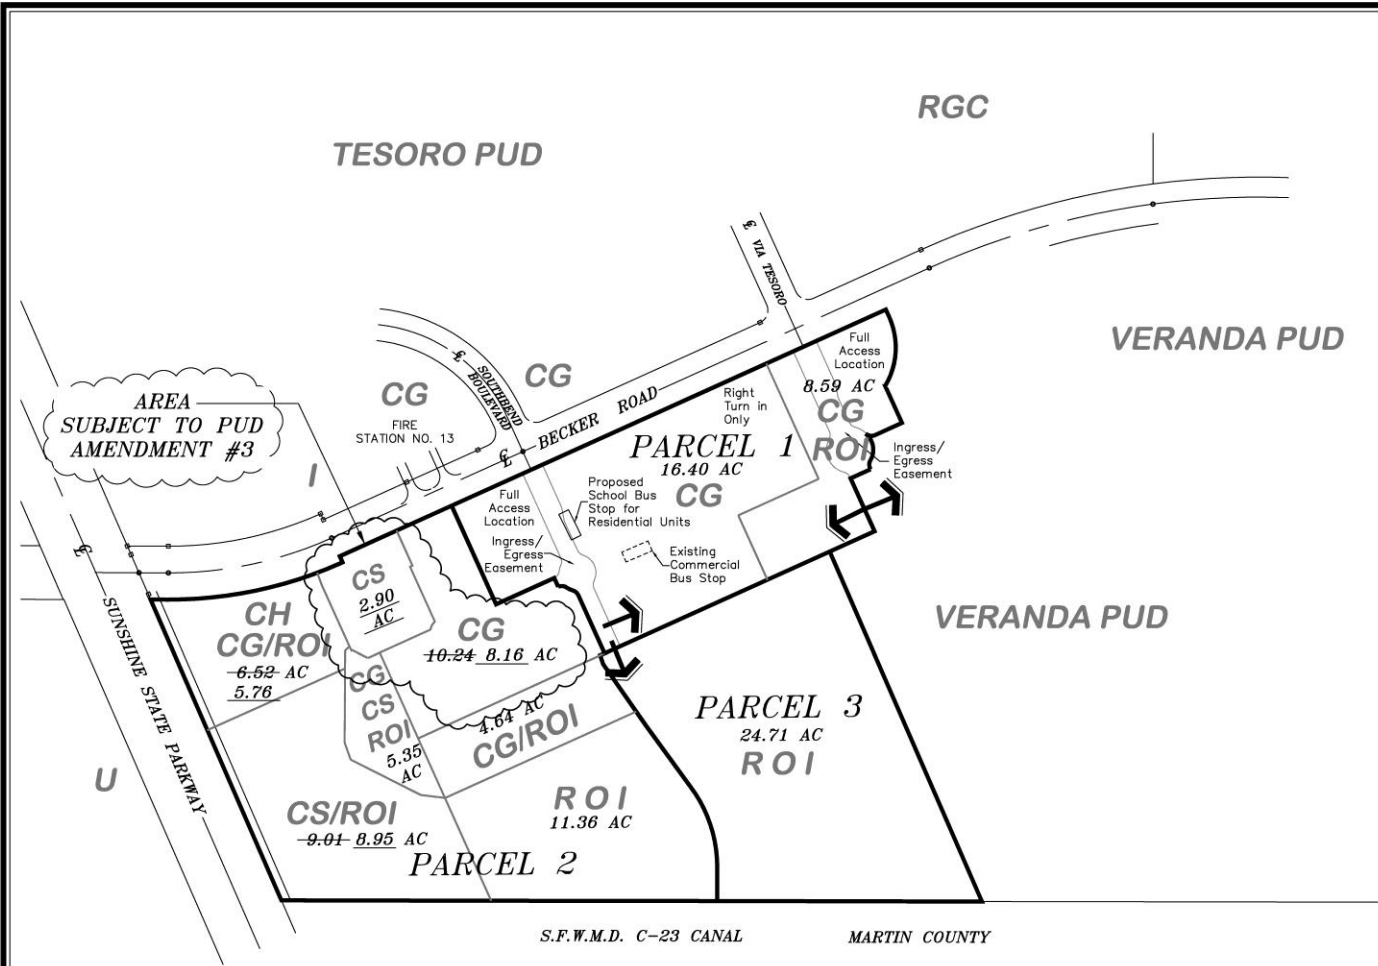 RGC
TESORO PUD
℄ VIA TESORO
VERANDA PUD
Full
Access
Location
8.59 AC
CG
ROI
AREA
SUBJECT TO PUD
AMENDMENT #3
CG
FIRE
STATION NO. 13
℄ SOUTHBEND
BOULEVARD
CG
℄ BECKER ROAD
Right
Turn in
Only
PARCEL 1
16.40 AC
CG
Ingress/
Egress
Easement
I
Full
Access
Location
Ingress/
Egress
Easement
Proposed
School Bus
Stop for
Residential Units
Existing
Commercial
Bus Stop
℄
SUNSHINE STATE PARKWAY
CS
2.90
AC
CH
CG/ROI
6.52 AC
5.76
CG
10.24 8.16 AC
VERANDA PUD
CG
CS
ROI
5.35
AC
4.64 AC
CG/ROI
PARCEL 3
24.71 AC
ROI
U
CS/ROI
9.01 8.95 AC
ROI
11.36 AC
PARCEL 2
S.F.W.M.D. C-23 CANAL
MARTIN COUNTY